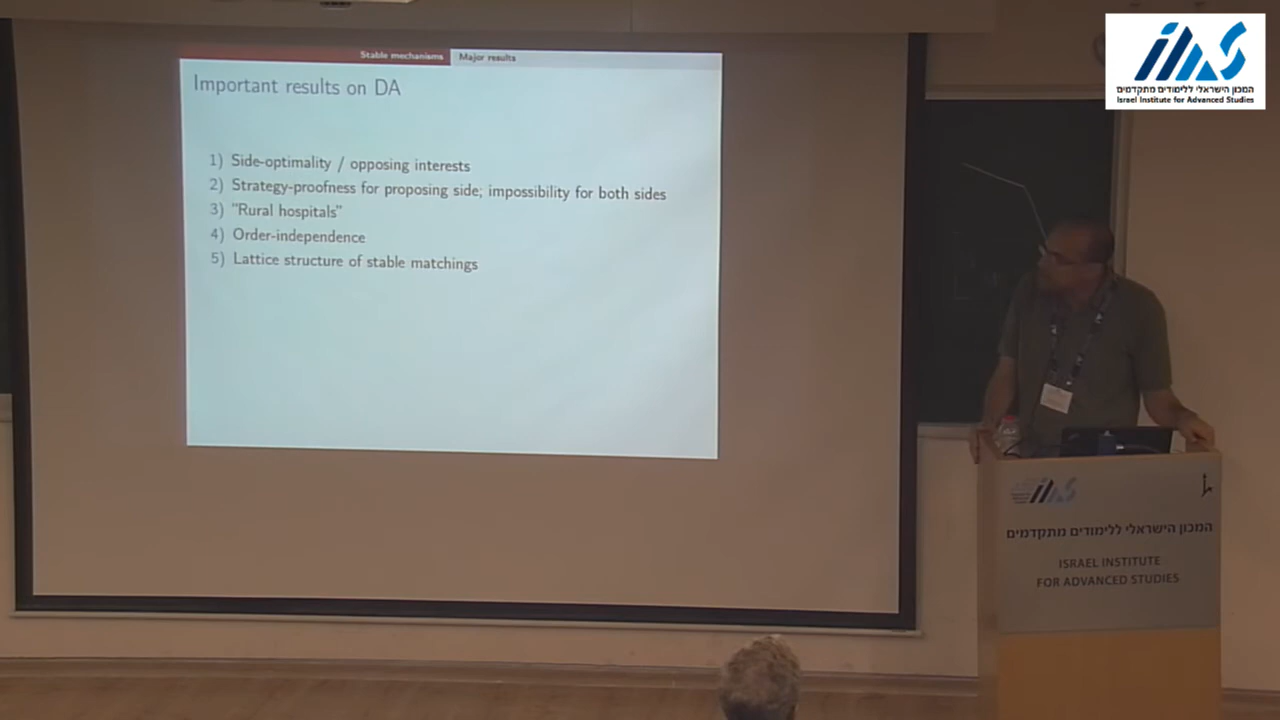 Stable mechanisms Major results
Important results on DA
1) Side-optimality / opposing interests
2) Strategy-proofness for proposing side; impossibility for both sides
3) "Rural hospitals"
4) Order-independence
5) Lattice structure of stable matchings
המכון הישראלי ללימודים מתקדמים
Israel Institute for Advanced Studies
המכון הישראלי ללימודים מתקדמים
ISRAEL INSTITUTE
FOR ADVANCED STUDIES